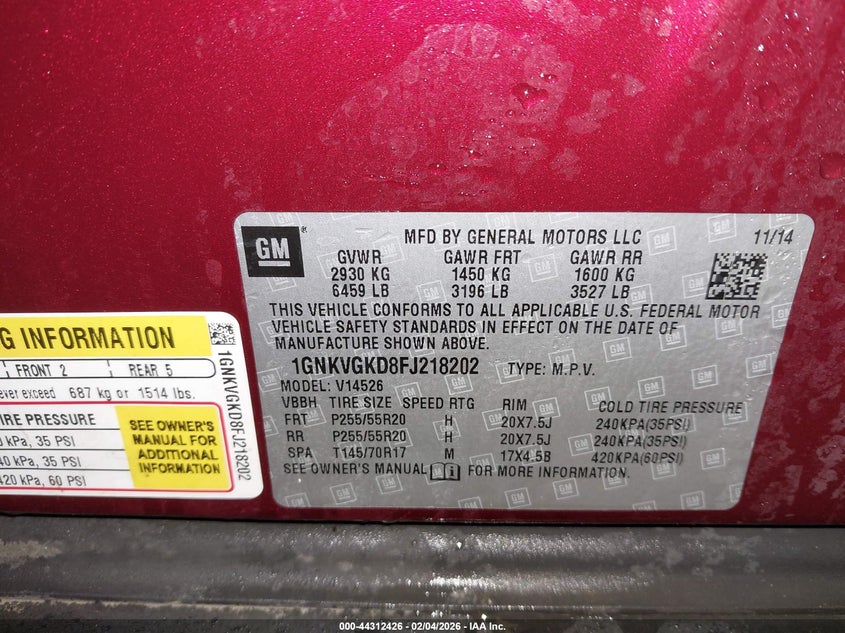 GM ®
MFD BY GENERAL MOTORS LLC 11/14
GVWR GAWR FRT GAWR RR
2930 KG 1450 KG 1600 KG
6459 LB 3196 LB 3527 LB
THIS VEHICLE CONFORMS TO ALL APPLICABLE U.S. FEDERAL MOTOR
VEHICLE SAFETY STANDARDS IN EFFECT ON THE DATE OF
MANUFACTURE SHOWN ABOVE.
1GNKVGKD8FJ218202 TYPE: M.P.V.
MODEL: V14526
VBBH TIRE SIZE SPEED RTG RIM COLD TIRE PRESSURE
FRT P255/55R20 H 20X7.5J 240KPA(35PSI)
RR P255/55R20 H 20X7.5J 240KPA(35PSI)
SPA T145/70R17 M 17X4.5B 420KPA(60PSI)
SEE OWNER'S MANUAL i FOR MORE INFORMATION.
G INFORMATION
FRONT 2 REAR 5
ever exceed 687 kg or 1514 lbs.
IRE PRESSURE
0 kPa, 35 PSI
40 kPa, 35 PSI
420 kPa, 60 PSI
SEE OWNER'S
MANUAL FOR
ADDITIONAL
INFORMATION
1GNKVGKD8FJ218202
000-44312426 - 02/04/2026 - IAA Inc.